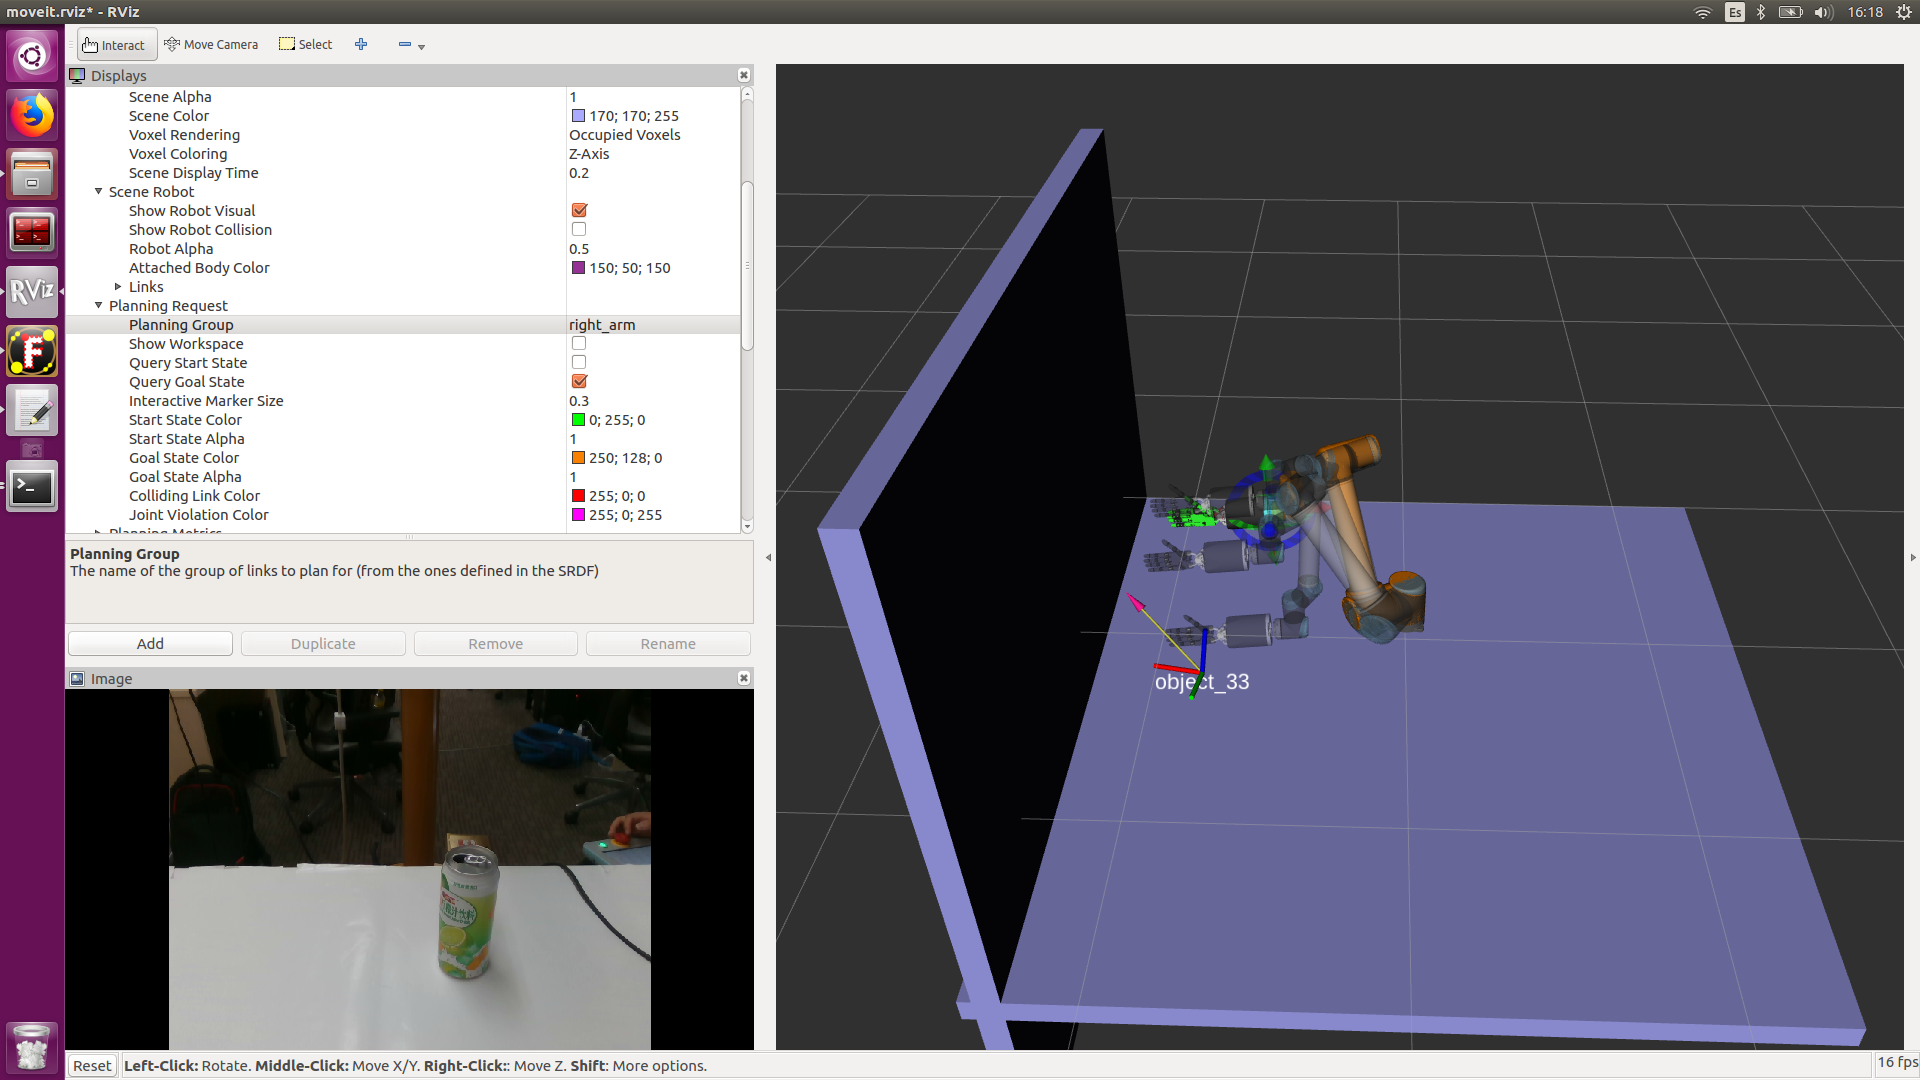 moveit.rviz* - RViz
Es
16:18
Interact
Move Camera
Select
Displays
Scene Alpha 1
Scene Color 170; 170; 255
Voxel Rendering Occupied Voxels
Voxel Coloring Z-Axis
Scene Display Time 0.2
Scene Robot
Show Robot Visual
Show Robot Collision
Robot Alpha 0.5
Attached Body Color 150; 50; 150
Links
Planning Request
Planning Group right_arm
Show Workspace
Query Start State
Query Goal State
Interactive Marker Size 0.3
Start State Color 0; 255; 0
Start State Alpha 1
Goal State Color 250; 128; 0
Goal State Alpha 1
Colliding Link Color 255; 0; 0
Joint Violation Color 255; 0; 255
Planning Metrics
Planning Group
The name of the group of links to plan for (from the ones defined in the SRDF)
Add
Duplicate
Remove
Rename
Image
RViz
F
object_33
Reset
Left-Click: Rotate. Middle-Click: Move X/Y. Right-Click:: Move Z. Shift: More options.
16 fps